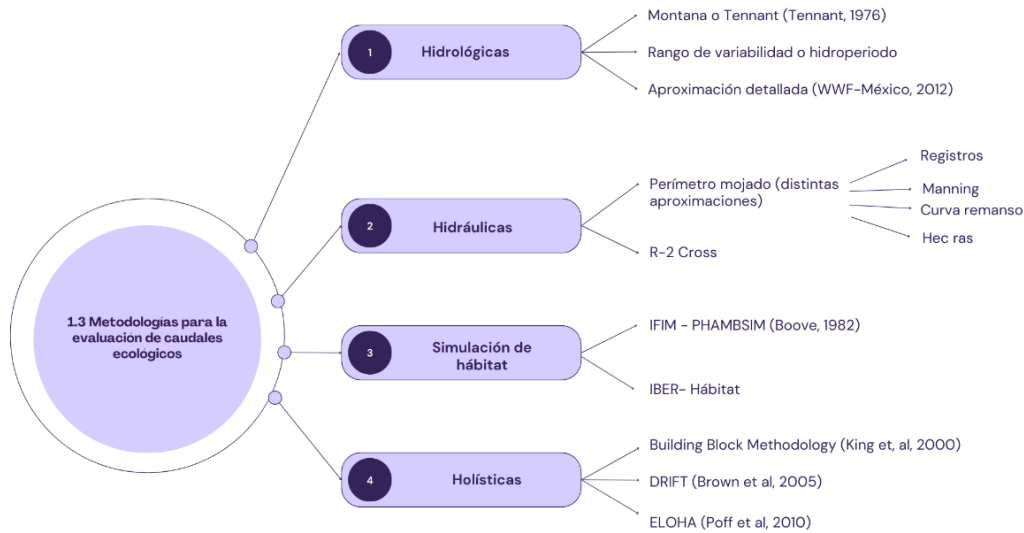 1.3 Metodologías para la
evaluación de caudales
ecológicos
1
Hidrológicas
Montana o Tennant (Tennant, 1976)
Rango de variabilidad o hidroperiodo
Aproximación detallada (WWF-México, 2012)
2
Hidráulicas
Perímetro mojado (distintas
aproximaciones)
Registros
Manning
Curva remanso
Hec ras
R-2 Cross
3
Simulación de
hábitat
IFIM - PHAMBSIM (Boove, 1982)
IBER- Hábitat
4
Holísticas
Building Block Methodology (King et, al, 2000)
DRIFT (Brown et al, 2005)
ELOHA (Poff et al, 2010)